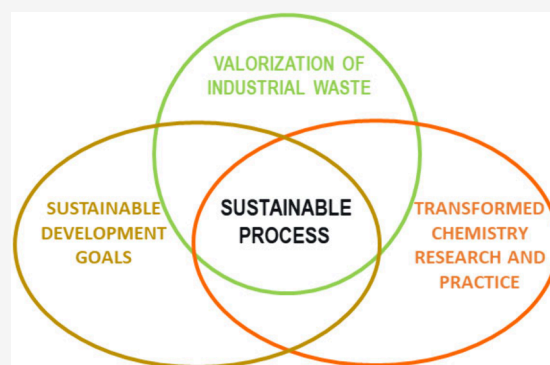 VALORIZATION OF
INDUSTRIAL WASTE
SUSTAINABLE
DEVELOPMENT
GOALS
SUSTAINABLE
PROCESS
TRANSFORMED
CHEMISTRY
RESEARCH AND
PRACTICE